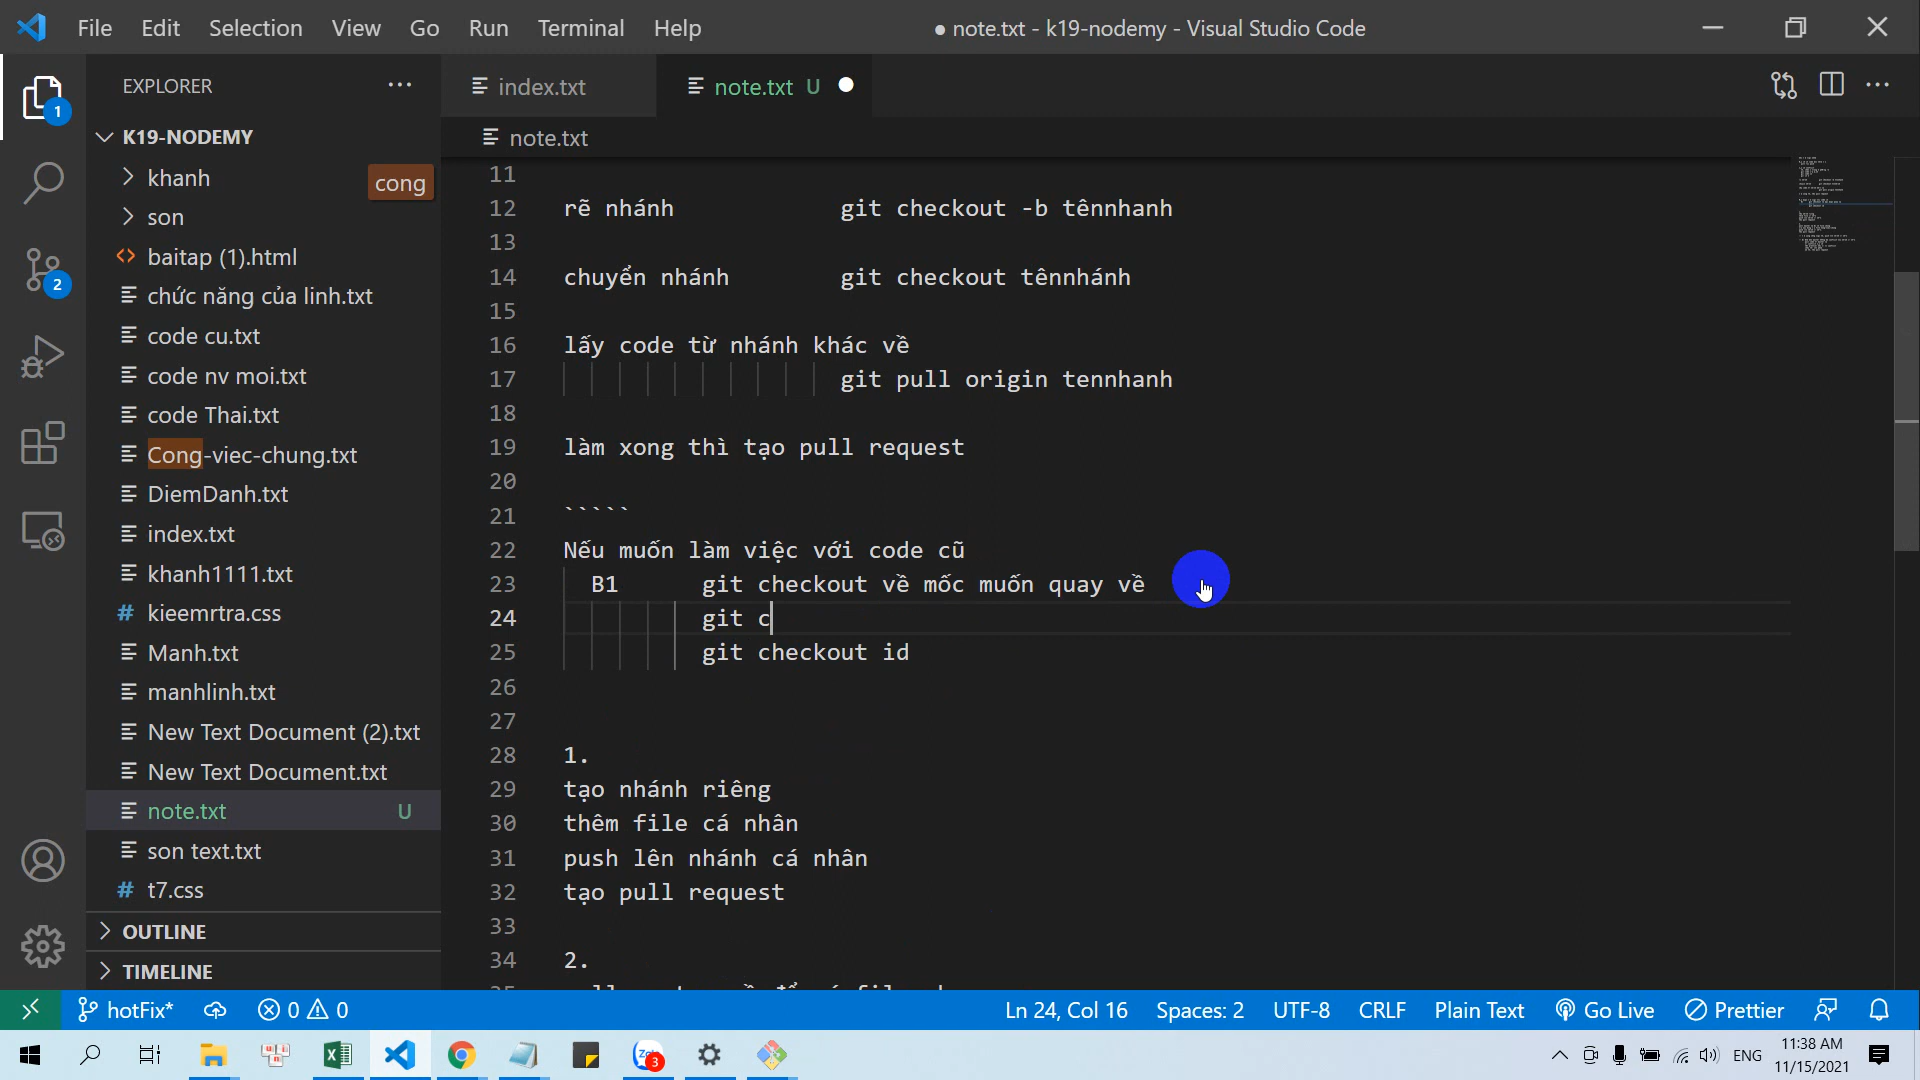 File Edit Selection View Go Run Terminal Help
● note.txt - k19-nodemy - Visual Studio Code
EXPLORER
index.txt
note.txt U
1
K19-NODEMY
note.txt
khanh
cong
son
baitap (1).html
2
chức năng của linh.txt
code cu.txt
code nv moi.txt
code Thai.txt
Cong-viec-chung.txt
DiemDanh.txt
index.txt
khanh1111.txt
kieemrtra.css
Manh.txt
manhlinh.txt
New Text Document (2).txt
New Text Document.txt
note.txt U
son text.txt
t7.css
OUTLINE
TIMELINE
11
12 rẽ nhánh git checkout -b tênnhanh
13
14 chuyển nhánh git checkout tênnhánh
15
16 lấy code từ nhánh khác về
17 git pull origin tennhanh
18
19 làm xong thì tạo pull request
20
21 `````
22 Nếu muốn làm việc với code cũ
23 B1 git checkout về mốc muốn quay về
24 git c
25 git checkout id
26
27
28 1.
29 tạo nhánh riêng
30 thêm file cá nhân
31 push lên nhánh cá nhân
32 tạo pull request
33
34 2.
hotFix* 0 0
Ln 24, Col 16 Spaces: 2 UTF-8 CRLF Plain Text Go Live Prettier
3
ENG
11:38 AM
11/15/2021